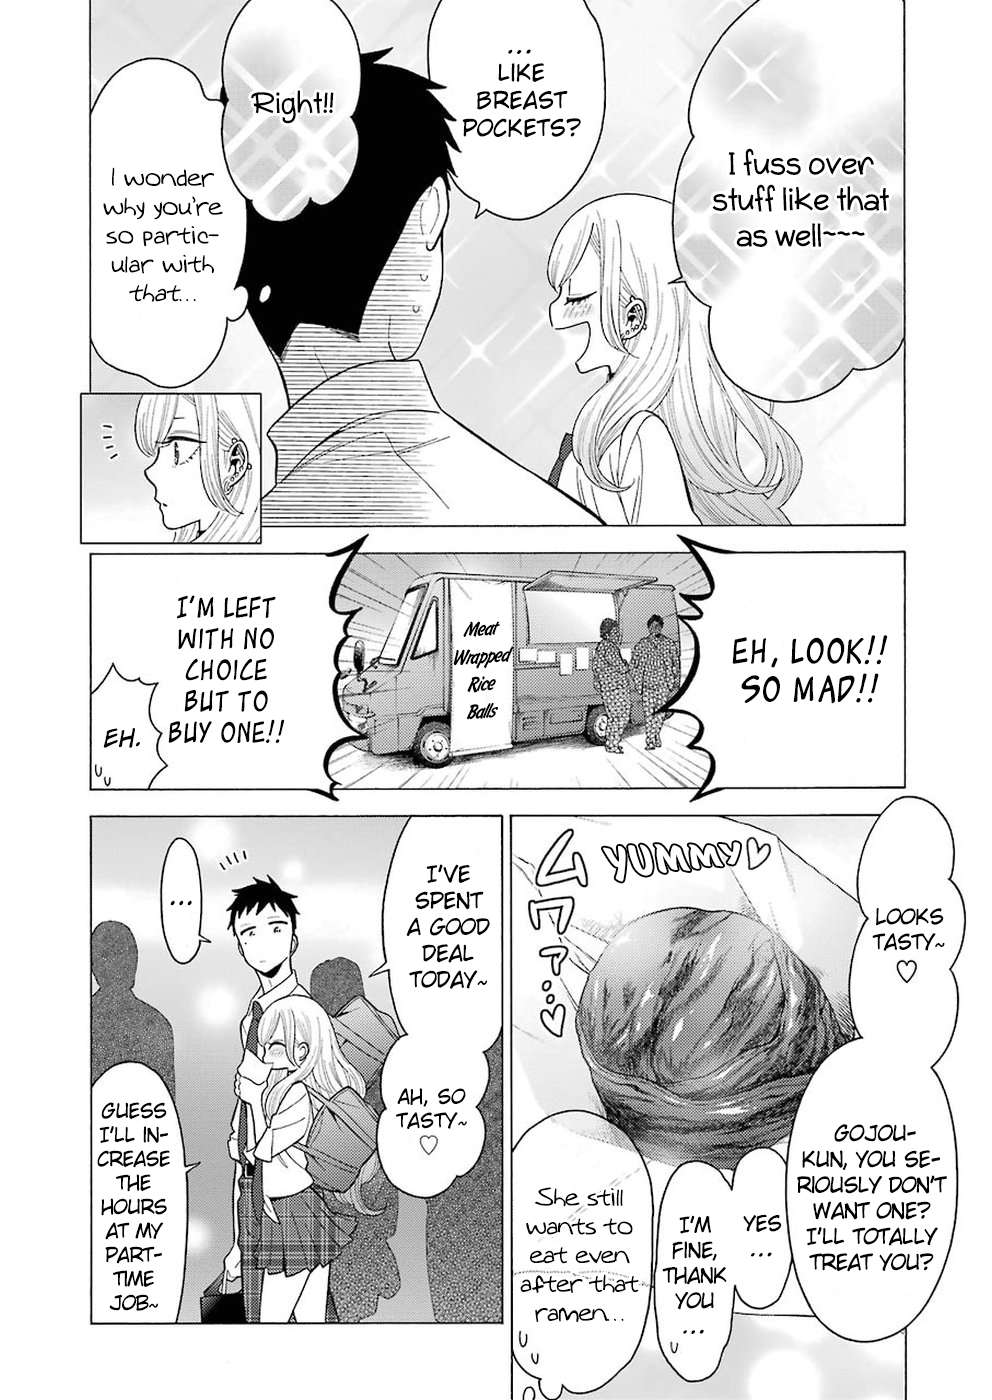 I fuss over
stuff like that
as well~~~
...
LIKE
BREAST
POCKETS?
Right!!
I wonder
why you're
so partic-
ular with
that...
EH, LOOK!!
SO MAD!!
Meat
Wrapped
Rice
Balls
I'M LEFT
WITH NO
CHOICE
BUT TO
BUY ONE!!
EH.
LOOKS
TASTY~
♡
YUMMY♡
ムワァ…♡
GOJOU-
KUN, YOU SE-
RIOUSLY DON'T
WANT ONE?
I'LL TOTALLY
TREAT YOU?
YES
...
I'M
FINE,
THANK
YOU
...
She still
wants to
eat even
after that
ramen...
I'VE
SPENT
A GOOD
DEAL
TODAY~
AH, SO
TASTY~
♡
...
GUESS
I'LL IN-
CREASE
THE
HOURS
AT MY
PART-
TIME
JOB~